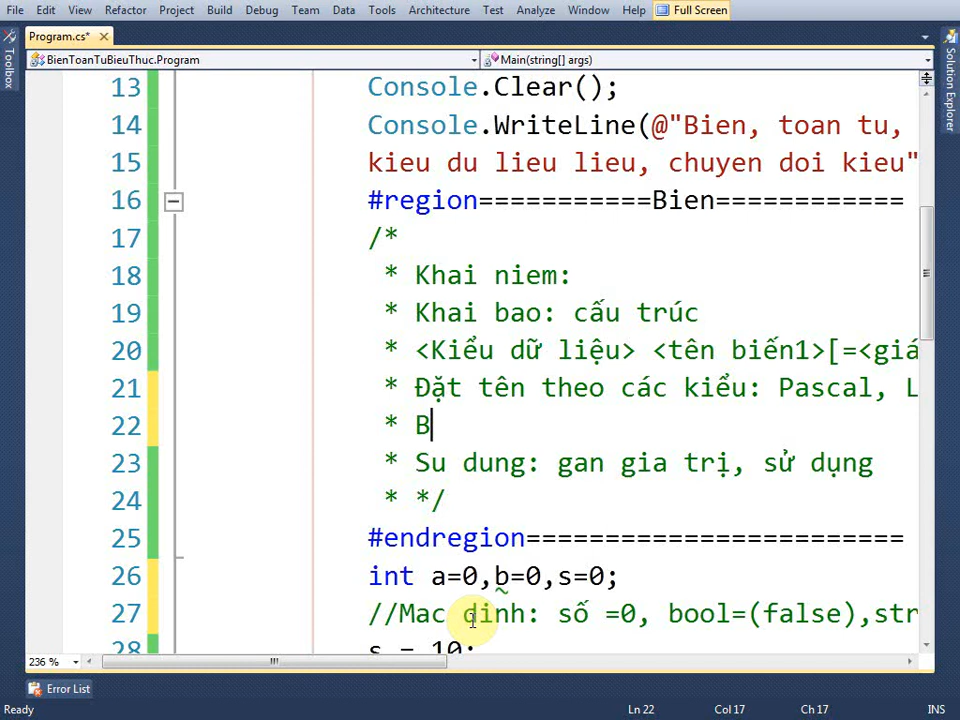 File Edit View Refactor Project Build Debug Team Data Tools Architecture Test Analyze Window Help Full Screen
Program.cs*
Toolbox
Solution Explorer
BienToanTuBieuThuc.Program
Main(string[] args)
13 Console.Clear();
14 Console.WriteLine(@"Bien, toan tu,
15 kieu du lieu lieu, chuyen doi kieu"
16 #region===========Bien============
17 /*
18 * Khai niem:
19 * Khai bao: cấu trúc
20 * <Kiểu dữ liệu> <tên biến1>[=<giá
21 * Đặt tên theo các kiểu: Pascal, L
22 * B
23 * Su dung: gan gia trị, sử dụng
24 * */
25 #endregion========================
26 int a=0,b=0,s=0;
27 //Mac dinh: số =0, bool=(false),str
28 s = 10;
236 %
Error List
Ready Ln 22 Col 17 Ch 17 INS